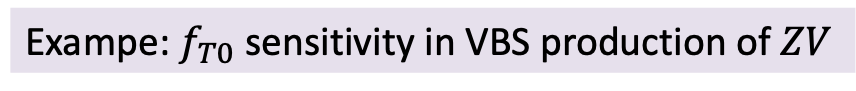 Exampe: f_{T0} sensitivity in VBS production of ZV